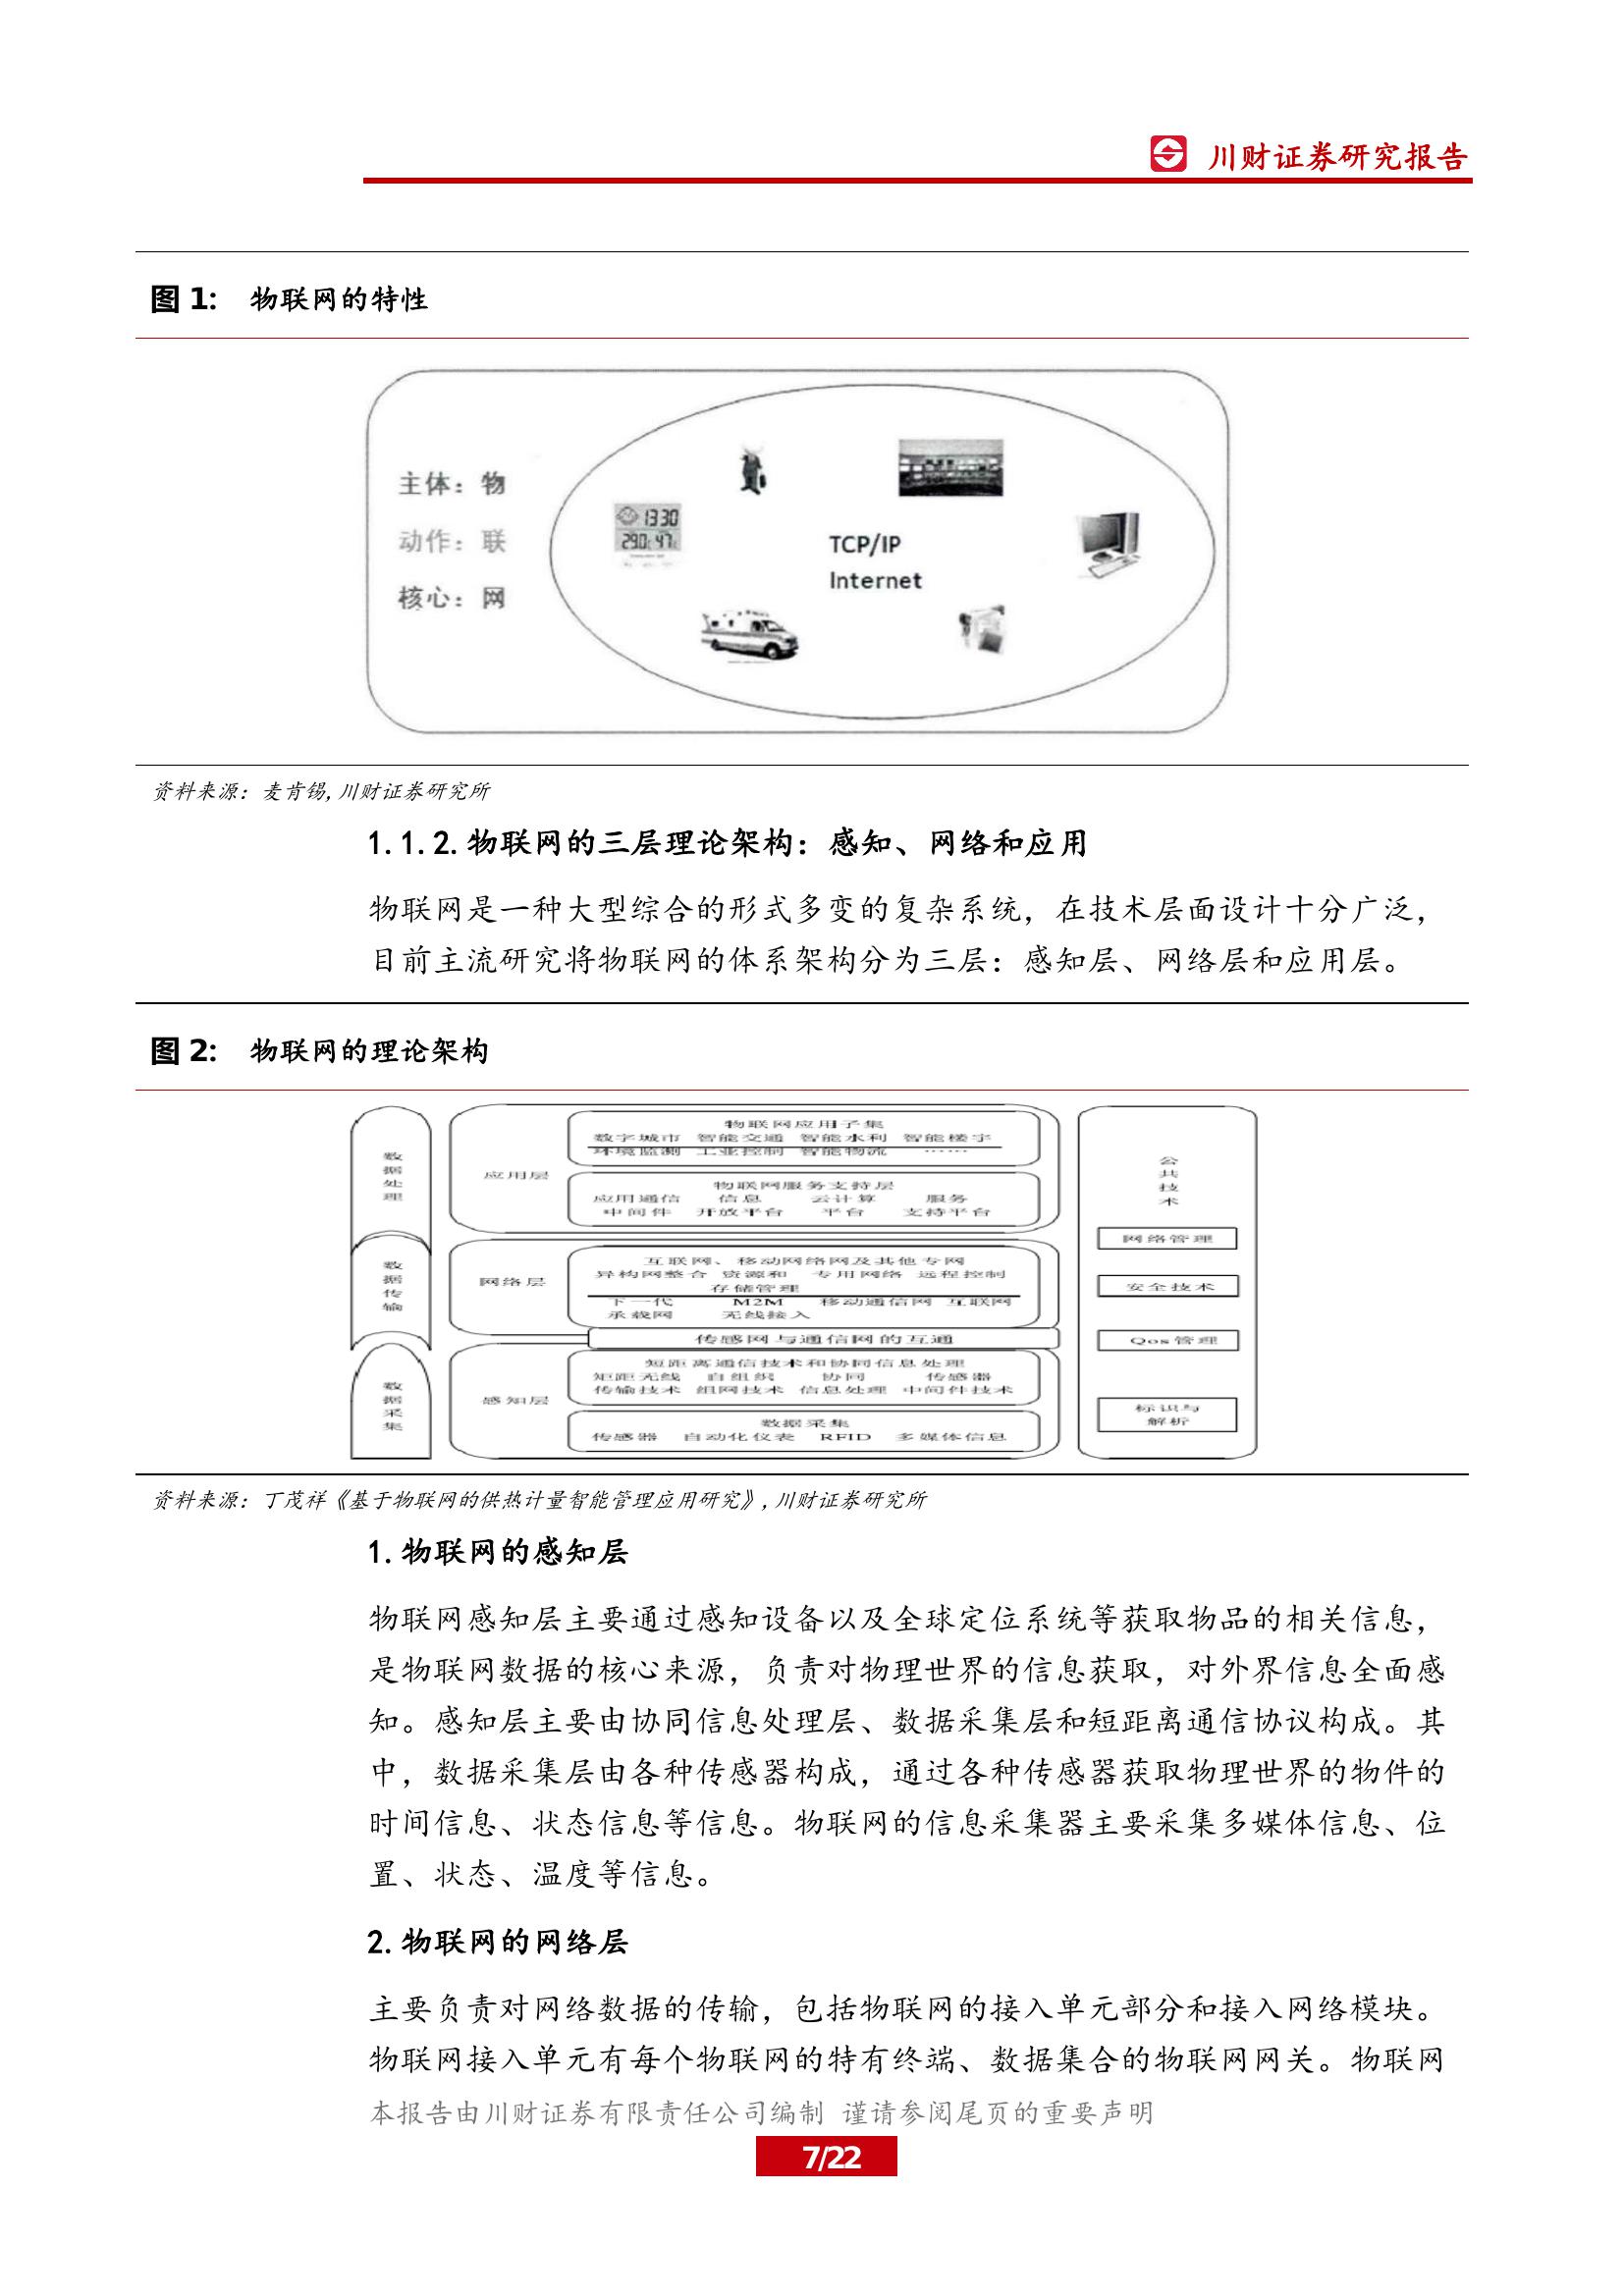 川财证券研究报告
图 1： 物联网的特性
主体：物
动作：联
核心：网
1330
29.0c 47%
TCP/IP
Internet
资料来源：麦肯锡,川财证券研究所
1.1.2.物联网的三层理论架构：感知、网络和应用
物联网是一种大型综合的形式多变的复杂系统，在技术层面设计十分广泛，
目前主流研究将物联网的体系架构分为三层：感知层、网络层和应用层。
图 2： 物联网的理论架构
数据处理
数据传输
数据采集
应用层
物联网应用子集
数字城市 智能交通 智能水利 智能楼宇
环境监测 工业控制 智能物流 ······
物联网服务支持层
应用通信 信息 云计算 服务
中间件 开放平台 平台 支持平台
网络层
互联网、移动网络网及其他专网
异构网整合 资源和 专用网络 远程控制
存储管理
下一代 M2M 移动通信网 互联网
承载网 无线接入
传感网与通信网的互通
感知层
短距离通信技术和协同信息处理
矩距无线 自组织 协同 传感器
传输技术 组网技术 信息处理 中间件技术
数据采集
传感器 自动化仪表 RFID 多媒体信息
公共技术
网络管理
安全技术
Qos管理
标识与
解析
资料来源：丁茂祥《基于物联网的供热计量智能管理应用研究》,川财证券研究所
1.物联网的感知层
物联网感知层主要通过感知设备以及全球定位系统等获取物品的相关信息，
是物联网数据的核心来源，负责对物理世界的信息获取，对外界信息全面感
知。感知层主要由协同信息处理层、数据采集层和短距离通信协议构成。其
中，数据采集层由各种传感器构成，通过各种传感器获取物理世界的物件的
时间信息、状态信息等信息。物联网的信息采集器主要采集多媒体信息、位
置、状态、温度等信息。
2.物联网的网络层
主要负责对网络数据的传输，包括物联网的接入单元部分和接入网络模块。
物联网接入单元有每个物联网的特有终端、数据集合的物联网网关。物联网
本报告由川财证券有限责任公司编制 谨请参阅尾页的重要声明
7/22